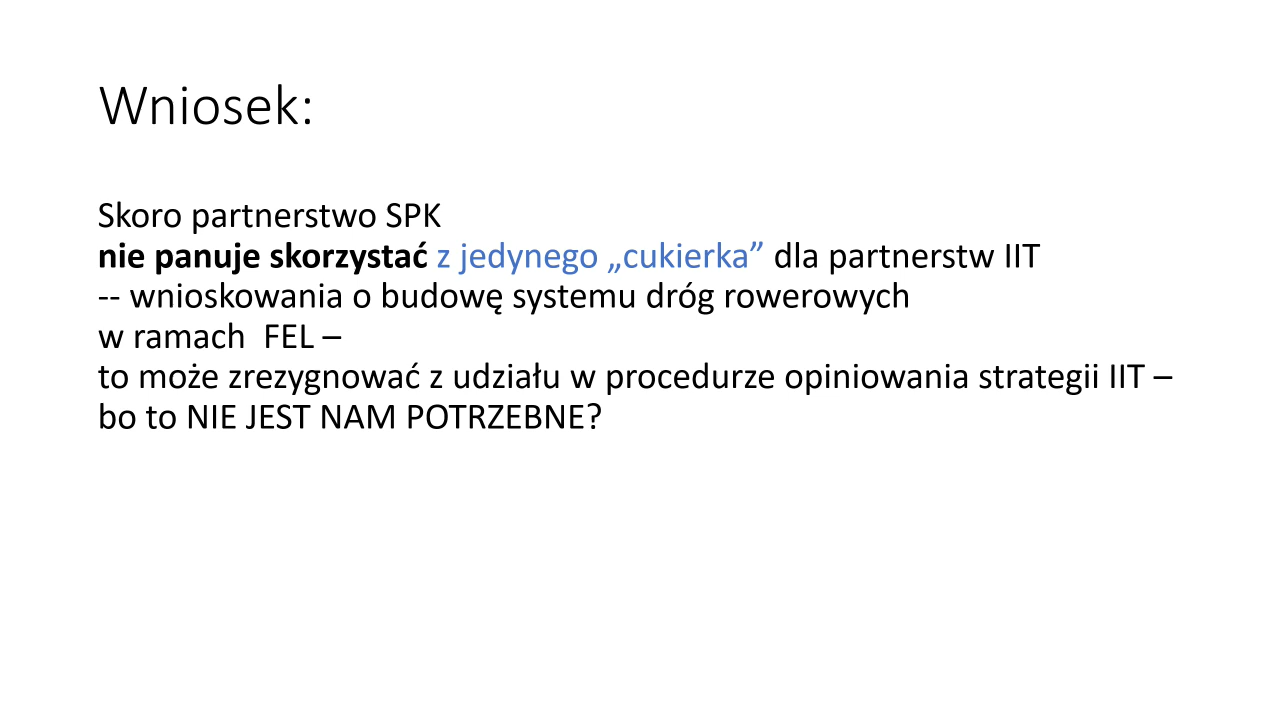 Wniosek:
Skoro partnerstwo SPK
nie panuje skorzystać z jedynego „cukierka” dla partnerstw IIT
-- wnioskowania o budowę systemu dróg rowerowych
w ramach  FEL –
to może zrezygnować z udziału w procedurze opiniowania strategii IIT –
bo to NIE JEST NAM POTRZEBNE?